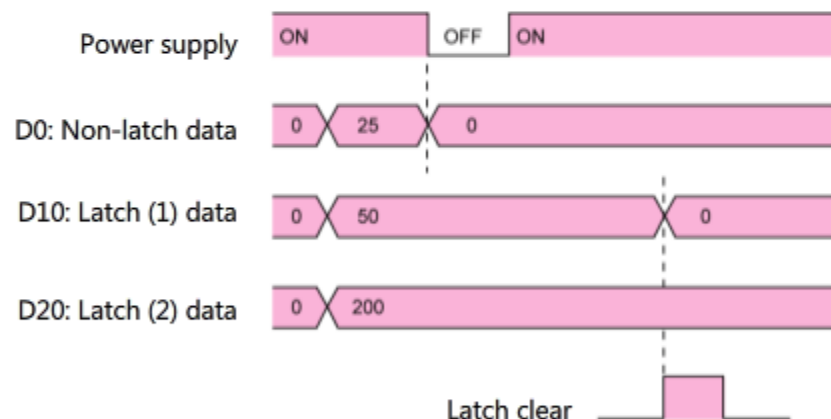 Power supply ON OFF ON
D0: Non-latch data 0 25 0
D10: Latch (1) data 0 50 0
D20: Latch (2) data 0 200
Latch clear